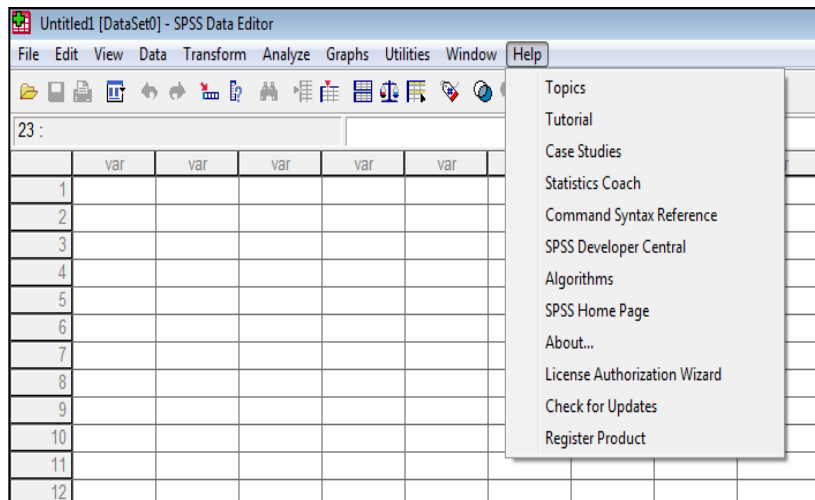 Untitled1 [DataSet0] - SPSS Data Editor
File Edit View Data Transform Analyze Graphs Utilities Window Help
23 :
var var var var var
1
2
3
4
5
6
7
8
9
10
11
12
Topics
Tutorial
Case Studies
Statistics Coach
Command Syntax Reference
SPSS Developer Central
Algorithms
SPSS Home Page
About...
License Authorization Wizard
Check for Updates
Register Product